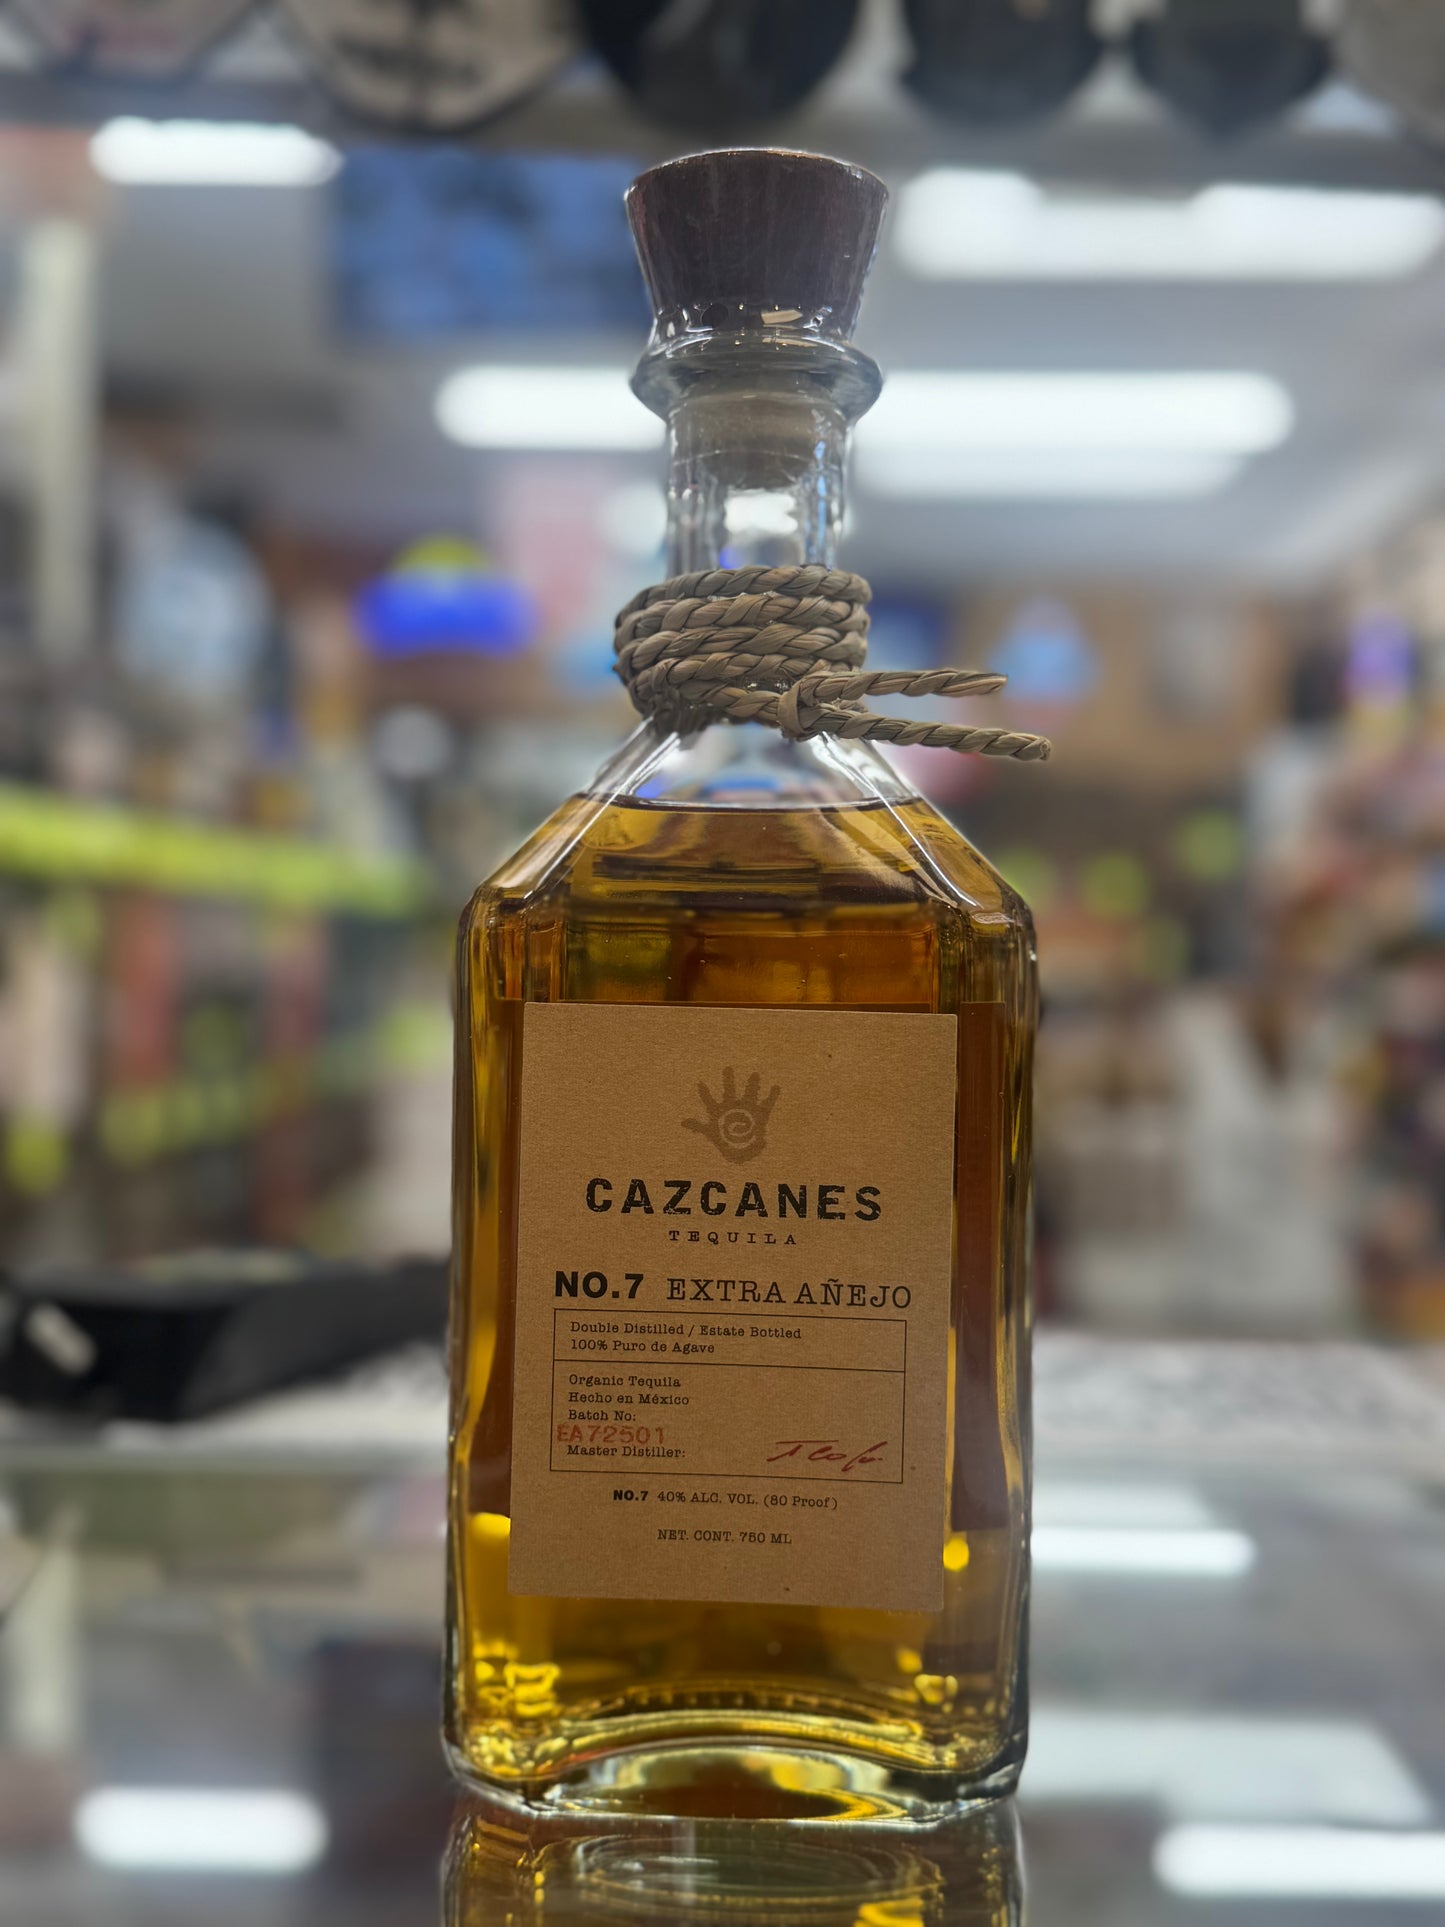 CAZCANES
TEQUILA
NO.7 EXTRA AÑEJO
Double Distilled / Estate Bottled
100% Puro de Agave
Organic Tequila
Hecho en México
Batch No:
EA72501
Master Distiller:
NO.7 40% ALC. VOL. (80 Proof)
NET. CONT. 750 ML